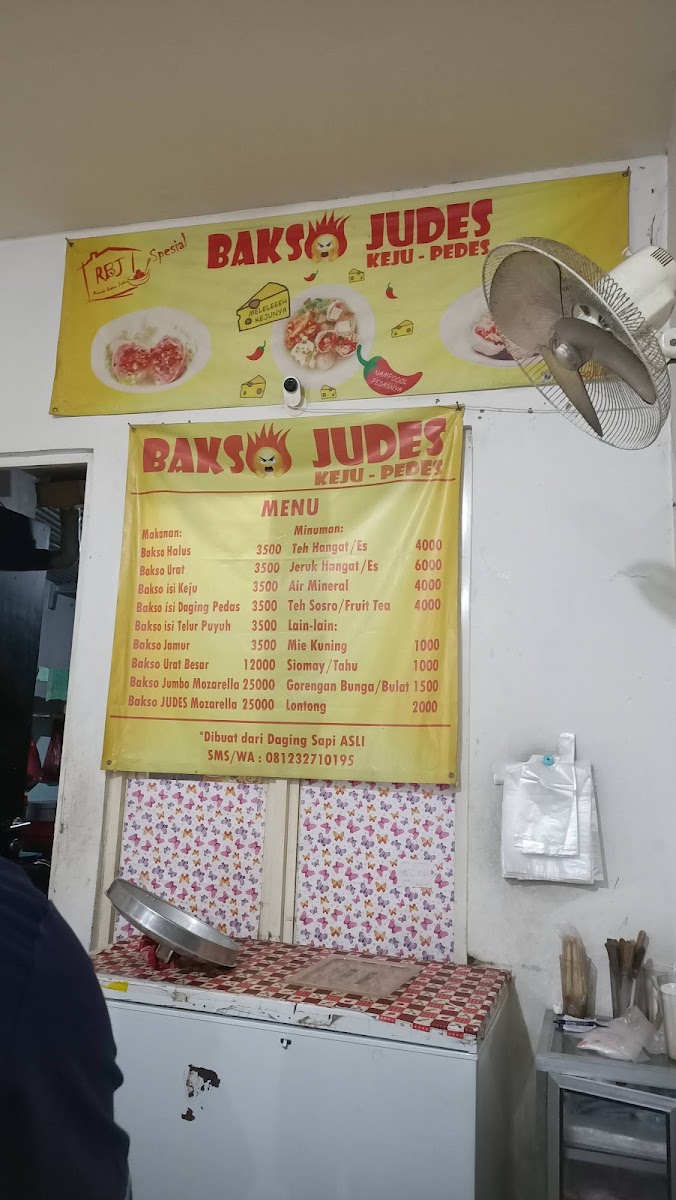 RBJ
Spesial
BAKSO JUDES
KEJU - PEDES
MELELEEEH
KEJUNYA
PEDASNYA
BAKSO JUDES
KEJU - PEDES
MENU
Makanan:
Bakso Halus 3500
Bakso Urat 3500
Bakso isi Keju 3500
Bakso isi Daging Pedas 3500
Bakso isi Telur Puyuh 3500
Bakso Jamur 3500
Bakso Urat Besar 12000
Bakso Jumbo Mozarella 25000
Bakso JUDES Mozarella 25000
Minuman:
Teh Hangat/Es 4000
Jeruk Hangat/Es 6000
Air Mineral 4000
Teh Sosro/Fruit Tea 4000
Lain-lain:
Mie Kuning 1000
Siomay/Tahu 1000
Gorengan Bunga/Bulat 1500
Lontong 2000
*Dibuat dari Daging Sapi ASLI
SMS/WA : 081232710195